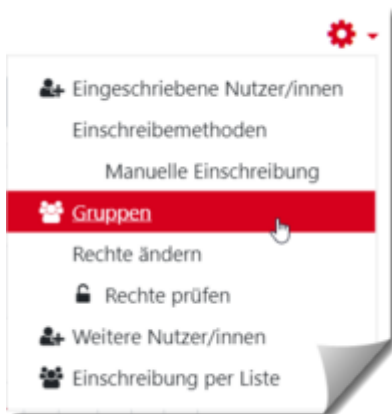 Eingeschriebene Nutzer/innen
Einschreibemethoden
Manuelle Einschreibung
Gruppen
Rechte ändern
Rechte prüfen
Weitere Nutzer/innen
Einschreibung per Liste